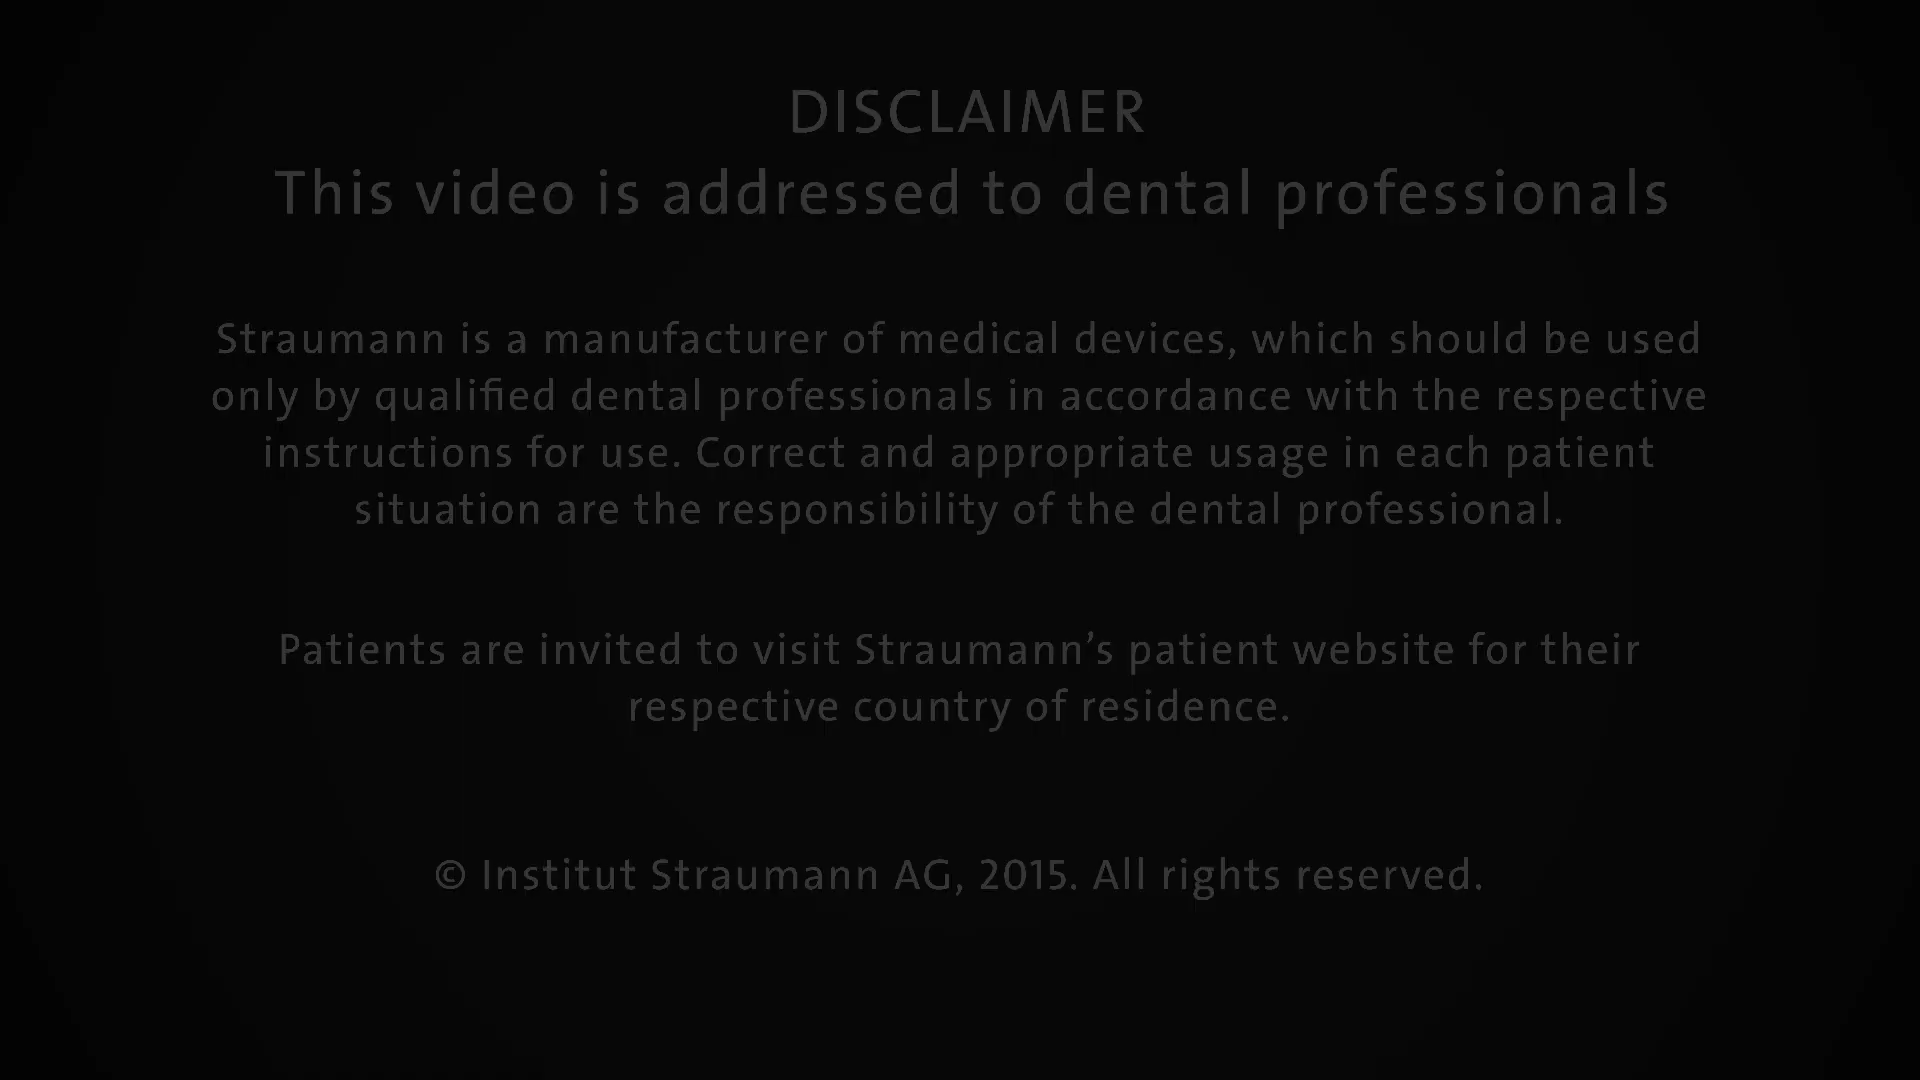 DISCLAIMER
This video is addressed to dental professionals
Straumann is a manufacturer of medical devices, which should be used
only by qualified dental professionals in accordance with the respective
instructions for use. Correct and appropriate usage in each patient
situation are the responsibility of the dental professional.
Patients are invited to visit Straumann’s patient website for their
respective country of residence.
© Institut Straumann AG, 2015. All rights reserved.